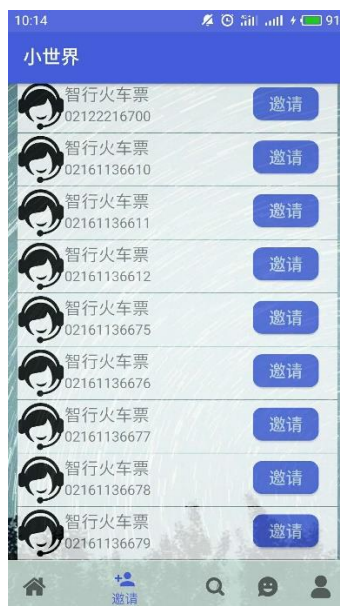 10:14
91
小世界
智行火车票
02122216700
邀请
智行火车票
02161136610
邀请
智行火车票
02161136611
邀请
智行火车票
02161136612
邀请
智行火车票
02161136675
邀请
智行火车票
02161136676
邀请
智行火车票
02161136677
邀请
智行火车票
02161136678
邀请
智行火车票
02161136679
邀请
邀请